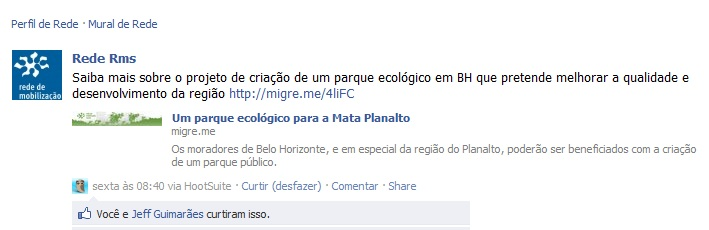 Perfil de Rede · Mural de Rede
Rede Rms
Saiba mais sobre o projeto de criação de um parque ecológico em BH que pretende melhorar a qualidade e
desenvolvimento da região http://migre.me/4liFC
rede de
mobilização
Um parque ecológico para a Mata Planalto
migre.me
Os moradores de Belo Horizonte, e em especial da região do Planalto, poderão ser beneficiados com a criação
de um parque público.
sexta às 08:40 via HootSuite · Curtir (desfazer) · Comentar · Share
Você e Jeff Guimarães curtiram isso.